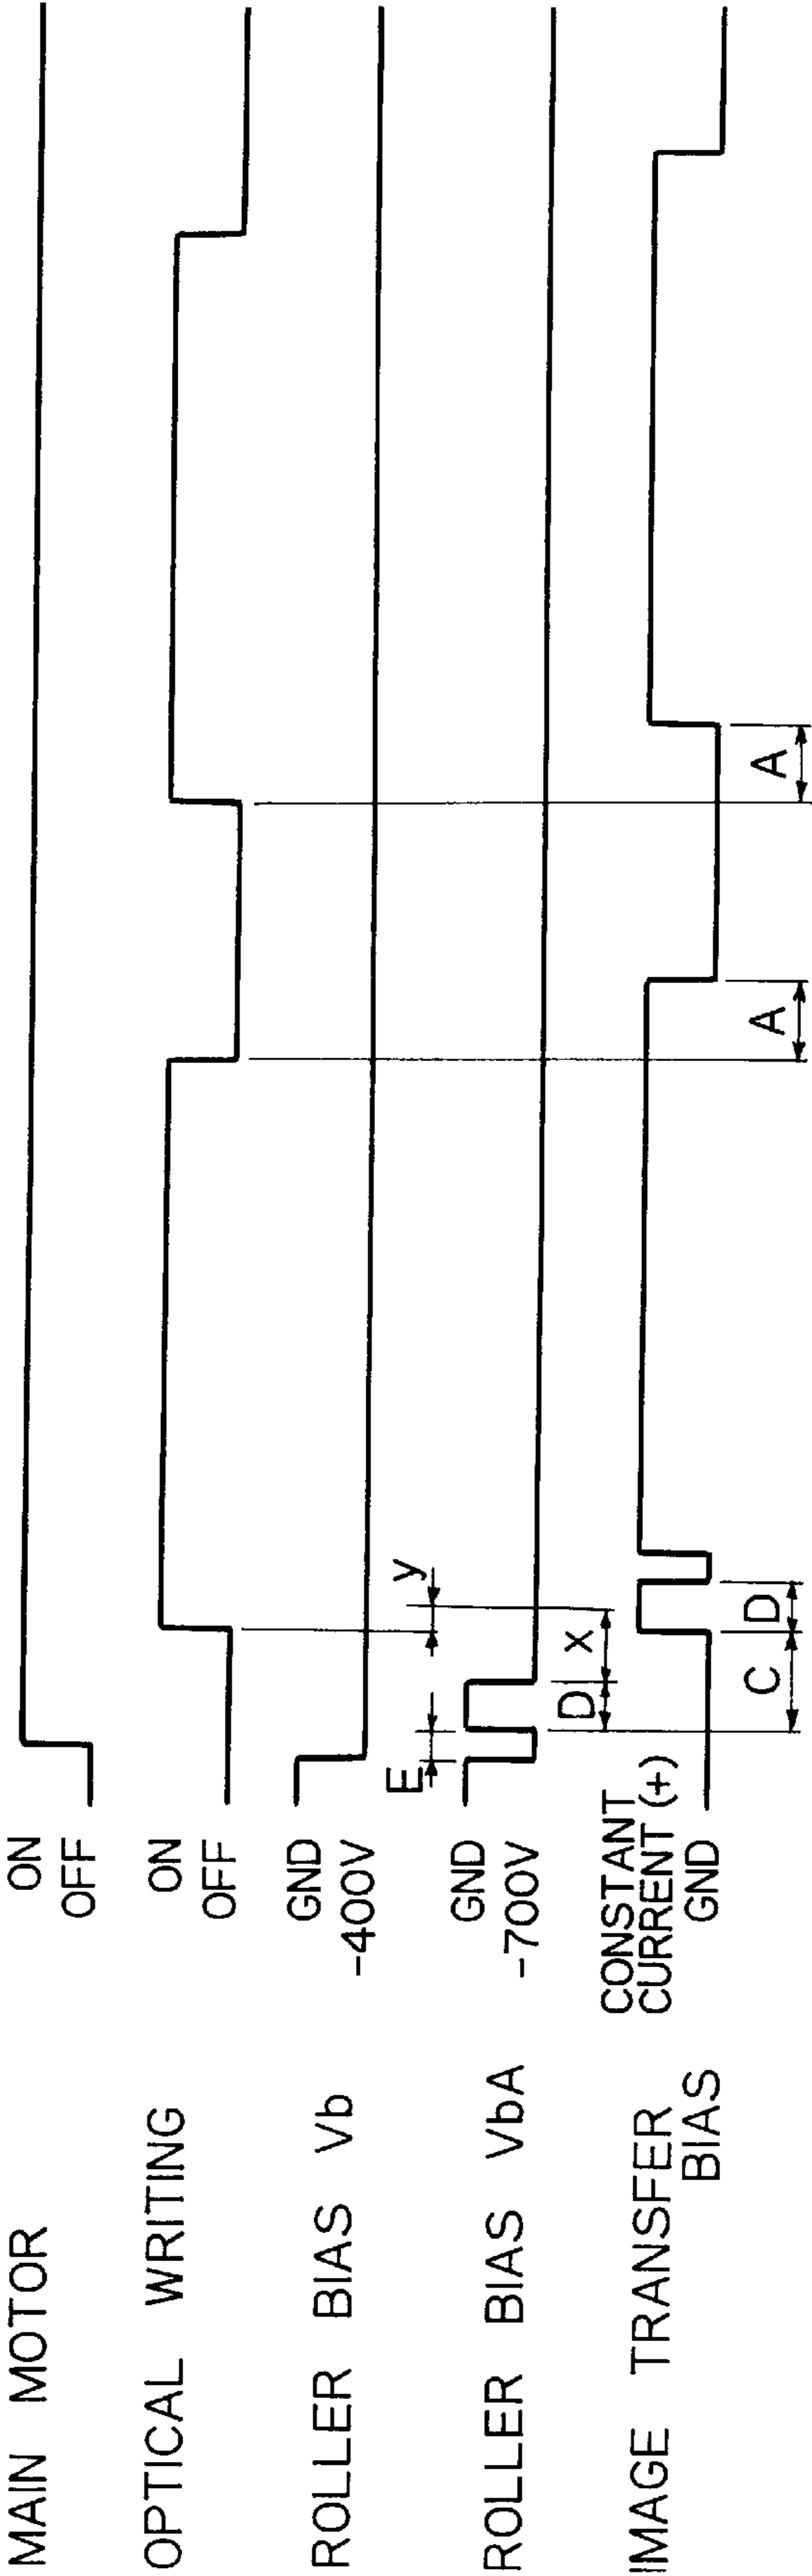 MAIN MOTOR
ON
OFF
OPTICAL WRITING
ON
OFF
ROLLER BIAS Vb
GND
-400V
E
y
ROLLER BIAS VbA
GND
-700V
D
x
IMAGE TRANSFER
BIAS
CONSTANT
CURRENT (+)
GND
C
D
A
A